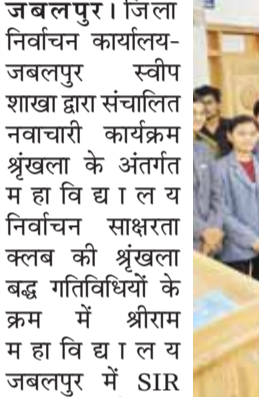 जबलपुर। जिला
निर्वाचन कार्यालय-
जबलपुर स्वीप
शाखा द्वारा संचालित
नवाचारी कार्यक्रम
श्रृंखला के अंतर्गत
महाविद्यालय
निर्वाचन साक्षरता
क्लब की श्रृंखला
बद्ध गतिविधियों के
क्रम में श्रीराम
महाविद्यालय
जबलपुर में SIR